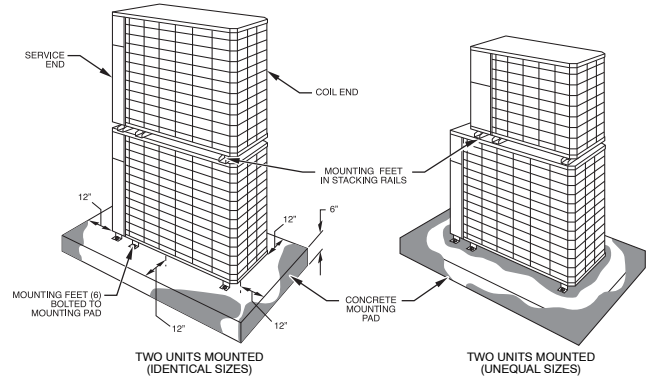 SERVICE
END
COIL END
MOUNTING FEET
IN STACKING RAILS
12"
12"
6"
MOUNTING FEET (6)
BOLTED TO
MOUNTING PAD
12"
12"
CONCRETE
MOUNTING
PAD
TWO UNITS MOUNTED
(IDENTICAL SIZES)
TWO UNITS MOUNTED
(UNEQUAL SIZES)